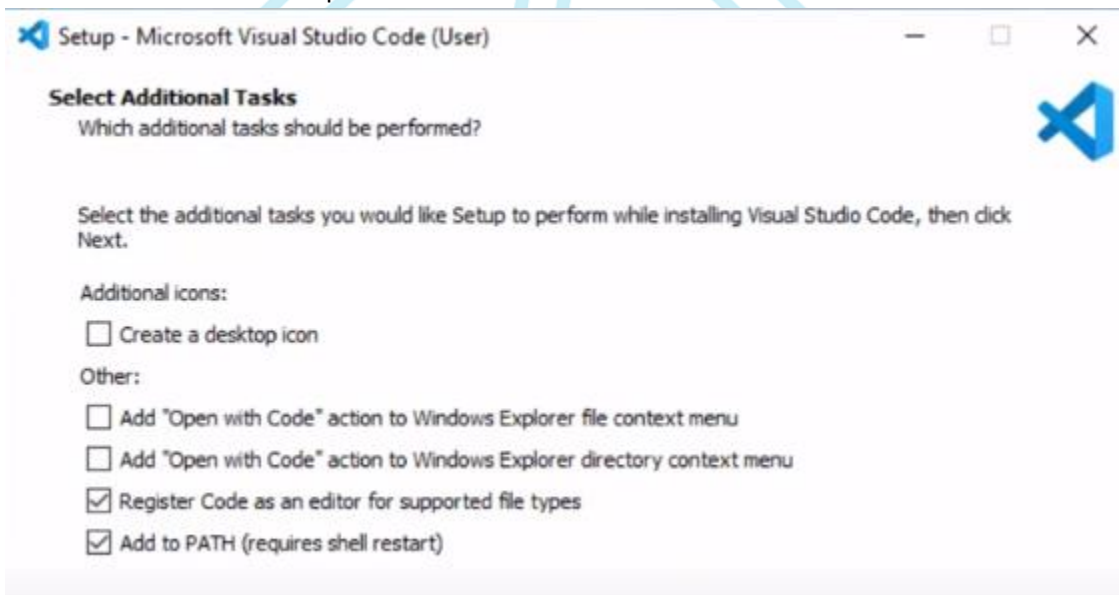 Setup - Microsoft Visual Studio Code (User)
Select Additional Tasks
Which additional tasks should be performed?
Select the additional tasks you would like Setup to perform while installing Visual Studio Code, then click
Next.
Additional icons:
Create a desktop icon
Other:
Add "Open with Code" action to Windows Explorer file context menu
Add "Open with Code" action to Windows Explorer directory context menu
Register Code as an editor for supported file types
Add to PATH (requires shell restart)